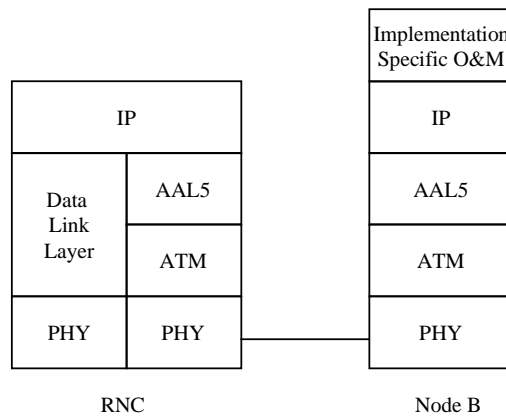 Implementation
Specific O&M
IP
IP
Data
Link
Layer
AAL5
AAL5
ATM
ATM
PHY
PHY
PHY
RNC
Node B